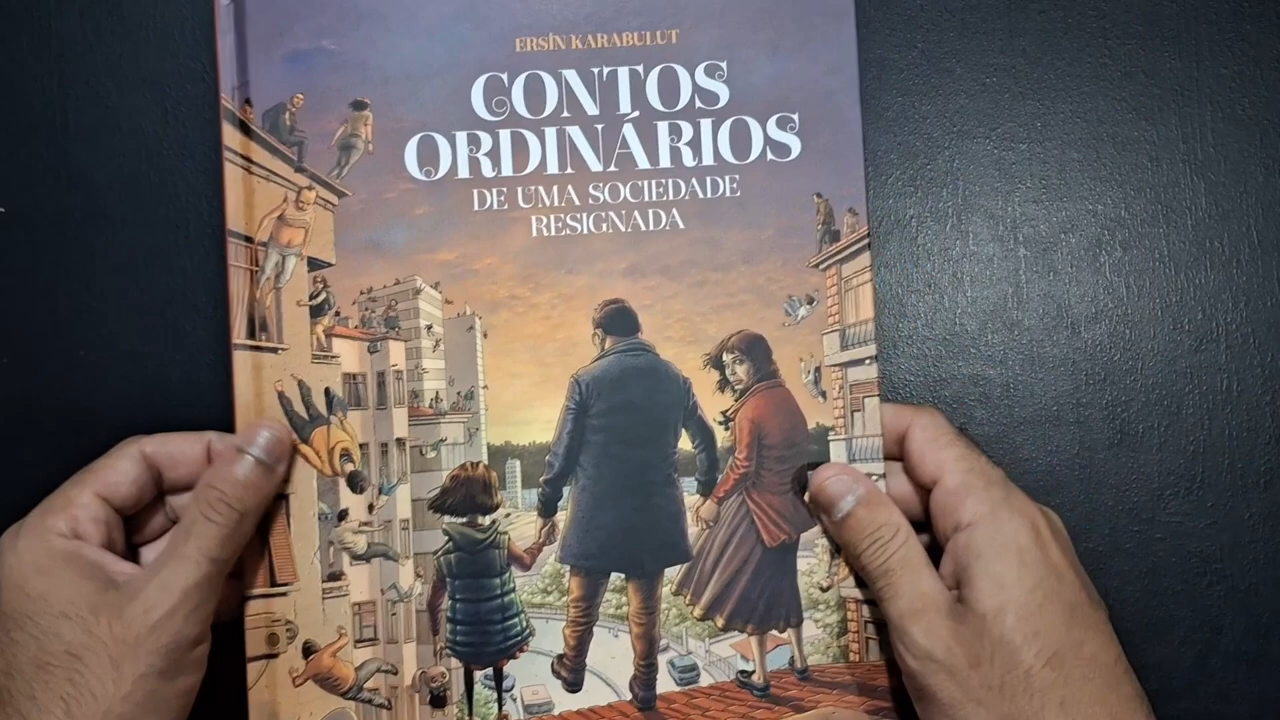 ERSİN KARABULUT
CONTOS
ORDINÁRIOS
DE UMA SOCIEDADE
RESIGNADA